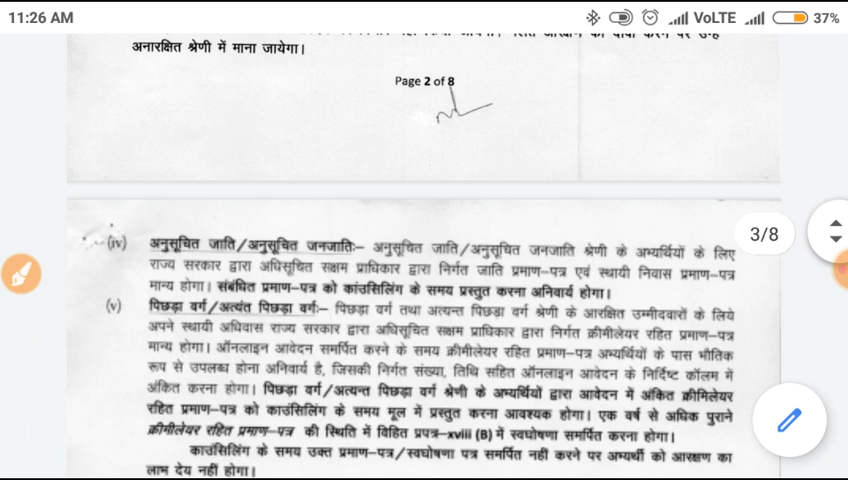 11:26 AM VoLTE 37%
आरक्षण का दावा करने पर उन्हें
अनारक्षित श्रेणी में माना जायेगा।
Page 2 of 8
3/8
(iv) अनुसूचित जाति/अनुसूचित जनजातिः– अनुसूचित जाति/अनुसूचित जनजाति श्रेणी के अभ्यर्थियों के लिए
राज्य सरकार द्वारा अधिसूचित सक्षम प्राधिकार द्वारा निर्गत जाति प्रमाण–पत्र एवं स्थायी निवास प्रमाण–पत्र
मान्य होगा। संबंधित प्रमाण–पत्र को कांउसिलिंग के समय प्रस्तुत करना अनिवार्य होगा।
(v) पिछड़ा वर्ग/अत्यंत पिछड़ा वर्गः– पिछड़ा वर्ग तथा अत्यन्त पिछड़ा वर्ग श्रेणी के आरक्षित उम्मीदवारों के लिये
अपने स्थायी अधिवास राज्य सरकार द्वारा अधिसूचित सक्षम प्राधिकार द्वारा निर्गत क्रीमीलेयर रहित प्रमाण–पत्र
मान्य होगा। ऑनलाइन आवेदन समर्पित करने के समय क्रीमीलेयर रहित प्रमाण–पत्र अभ्यर्थियों के पास भौतिक
रूप से उपलब्ध होना अनिवार्य है, जिसकी निर्गत संख्या, तिथि सहित ऑनलाइन आवेदन के निर्दिष्ट कॉलम में
अंकित करना होगा। पिछड़ा वर्ग/अत्यन्त पिछड़ा वर्ग श्रेणी के अभ्यर्थियों द्वारा आवेदन में अंकित क्रीमिलेयर
रहित प्रमाण–पत्र को काउंसिलिंग के समय मूल में प्रस्तुत करना आवश्यक होगा। एक वर्ष से अधिक पुराने
क्रीमीलेयर रहित प्रमाण–पत्र की स्थिति में विहित प्रपत्र–xviii (B) में स्वघोषणा समर्पित करना होगा।
काउंसिलिंग के समय उक्त प्रमाण–पत्र/स्वघोषणा पत्र समर्पित नहीं करने पर अभ्यर्थी को आरक्षण का
लाभ देय नहीं होगा।